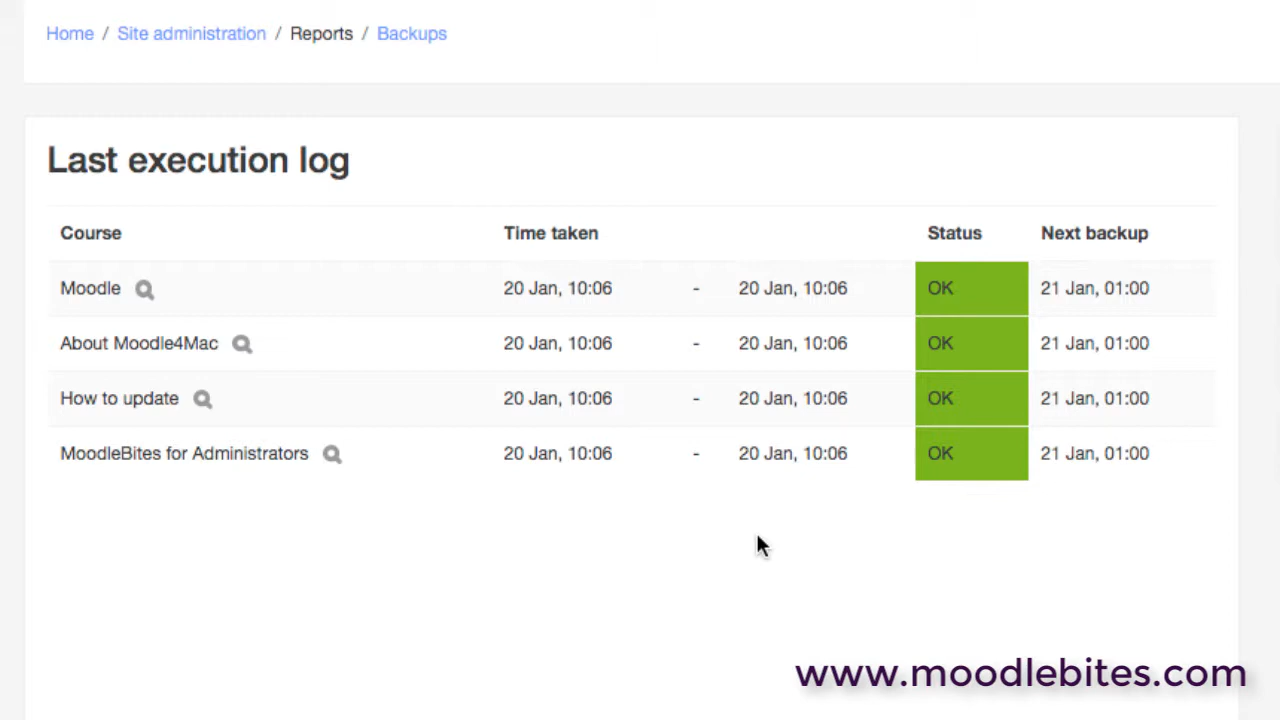 Home / Site administration / Reports / Backups
Last execution log
Course Time taken Status Next backup
Moodle 20 Jan, 10:06 - 20 Jan, 10:06 OK 21 Jan, 01:00
About Moodle4Mac 20 Jan, 10:06 - 20 Jan, 10:06 OK 21 Jan, 01:00
How to update 20 Jan, 10:06 - 20 Jan, 10:06 OK 21 Jan, 01:00
MoodleBites for Administrators 20 Jan, 10:06 - 20 Jan, 10:06 OK 21 Jan, 01:00
www.moodlebites.com